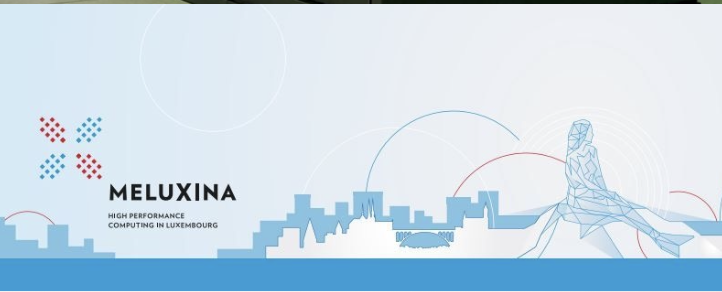 MELUXINA
HIGH PERFORMANCE
COMPUTING IN LUXEMBOURG